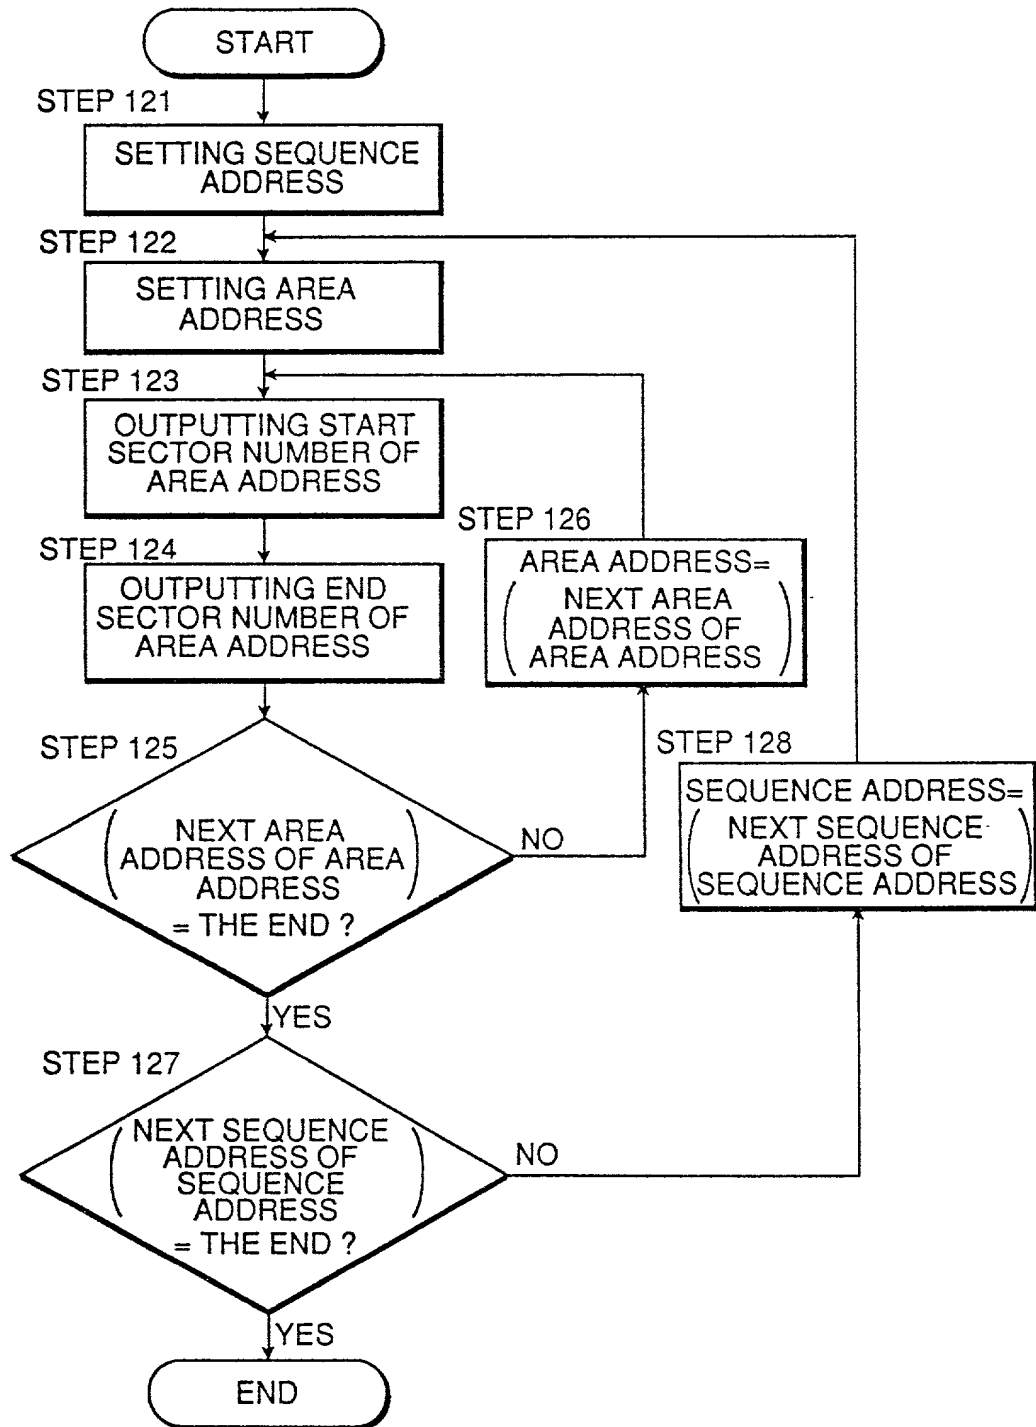 START
STEP 121
SETTING SEQUENCE
ADDRESS
STEP 122
SETTING AREA
ADDRESS
STEP 123
OUTPUTTING START
SECTOR NUMBER OF
AREA ADDRESS
STEP 124
OUTPUTTING END
SECTOR NUMBER OF
AREA ADDRESS
STEP 126
AREA ADDRESS=
( NEXT AREA
ADDRESS OF
AREA ADDRESS )
STEP 125
( NEXT AREA
ADDRESS OF AREA
ADDRESS )
= THE END ?
NO
YES
STEP 128
SEQUENCE ADDRESS=
( NEXT SEQUENCE
ADDRESS OF
SEQUENCE ADDRESS )
STEP 127
( NEXT SEQUENCE
ADDRESS OF
SEQUENCE
ADDRESS )
= THE END ?
NO
YES
END